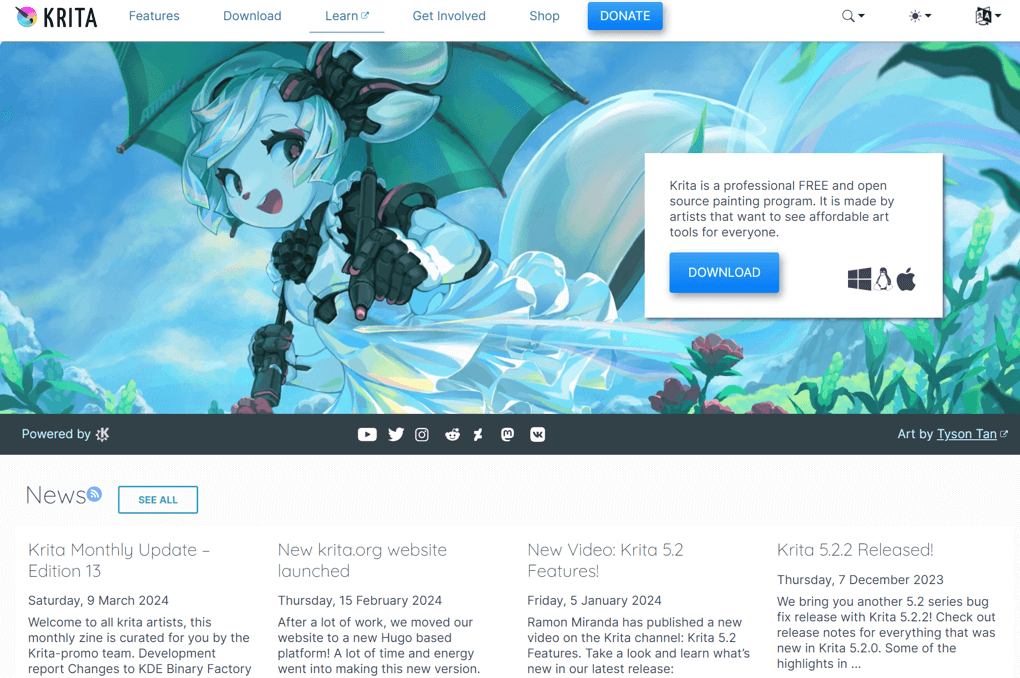 KRITA
Features
Download
Learn
Get Involved
Shop
DONATE
Krita is a professional FREE and open
source painting program. It is made by
artists that want to see affordable art
tools for everyone.
DOWNLOAD
Powered by
Art by Tyson Tan
News
SEE ALL
Krita Monthly Update –
Edition 13
Saturday, 9 March 2024
Welcome to all krita artists, this
monthly zine is curated for you by the
Krita-promo team. Development
report Changes to KDE Binary Factory
New krita.org website
launched
Thursday, 15 February 2024
After a lot of work, we moved our
website to a new Hugo based
platform! A lot of time and energy
went into making this new version.
New Video: Krita 5.2
Features!
Friday, 5 January 2024
Ramon Miranda has published a new
video on the Krita channel: Krita 5.2
Features. Take a look and learn what’s
new in our latest release:
Krita 5.2.2 Released!
Thursday, 7 December 2023
We bring you another 5.2 series bug
fix release with Krita 5.2.2! Check out
release notes for everything that was
new in Krita 5.2.0. Some of the
highlights in ...